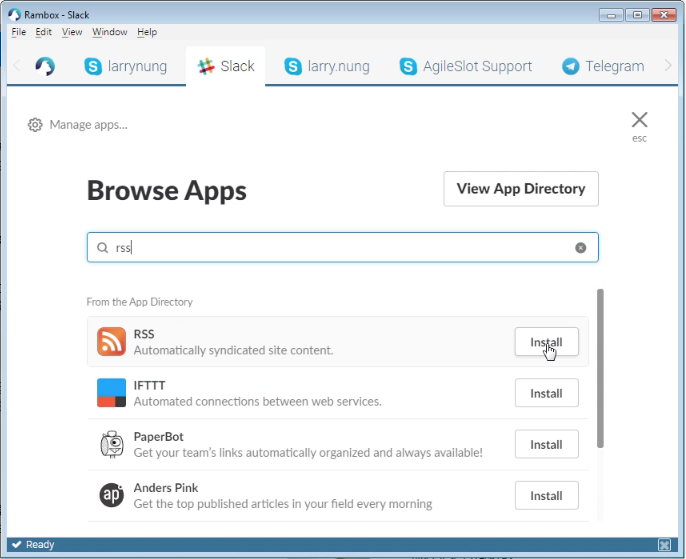 Rambox - Slack
File Edit View Window Help
larrynung Slack larry.nung AgileSlot Support Telegram
Manage apps...
esc
Browse Apps
View App Directory
rss
From the App Directory
RSS
Automatically syndicated site content.
Install
IFTTT
Automated connections between web services.
Install
PaperBot
Get your team's links automatically organized and always available!
Install
ap
Anders Pink
Get the top published articles in your field every morning
Install
Ready